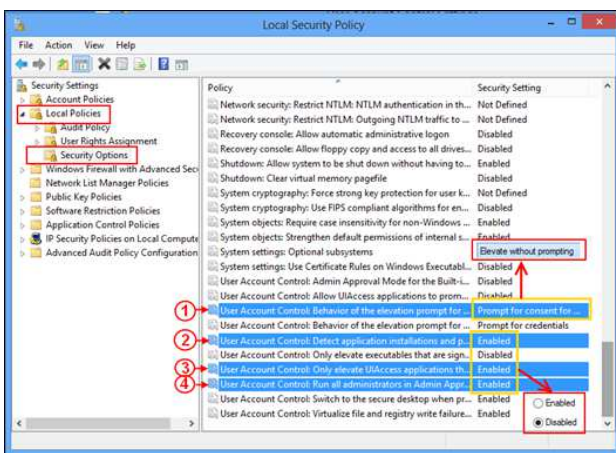 Local Security Policy
File Action View Help
Security Settings
Account Policies
Local Policies
Audit Policy
User Rights Assignment
Security Options
Windows Firewall with Advanced Secu
Network List Manager Policies
Public Key Policies
Software Restriction Policies
Application Control Policies
IP Security Policies on Local Compute
Advanced Audit Policy Configuration
Policy Security Setting
Network security: Restrict NTLM: NTLM authentication in th... Not Defined
Network security: Restrict NTLM: Outgoing NTLM traffic to ... Not Defined
Recovery console: Allow automatic administrative logon Disabled
Recovery console: Allow floppy copy and access to all drives... Disabled
Shutdown: Allow system to be shut down without having to... Enabled
Shutdown: Clear virtual memory pagefile Disabled
System cryptography: Force strong key protection for user k... Not Defined
System cryptography: Use FIPS compliant algorithms for en... Disabled
System objects: Require case insensitivity for non-Windows ... Enabled
System objects: Strengthen default permissions of internal s... Enabled
System settings: Optional subsystems Elevate without prompting
System settings: Use Certificate Rules on Windows Executabl... Disabled
User Account Control: Admin Approval Mode for the Built-i... Disabled
User Account Control: Allow UIAccess applications to prom... Disabled
1 User Account Control: Behavior of the elevation prompt for ... Prompt for consent for ...
User Account Control: Behavior of the elevation prompt for ... Prompt for credentials
2 User Account Control: Detect application installations and p... Enabled
User Account Control: Only elevate executables that are sign... Disabled
3 User Account Control: Only elevate UIAccess applications th... Enabled
4 User Account Control: Run all administrators in Admin Appr... Enabled
User Account Control: Switch to the secure desktop when pr... Enabled
User Account Control: Virtualize file and registry write failure... Enabled
Enabled
Disabled